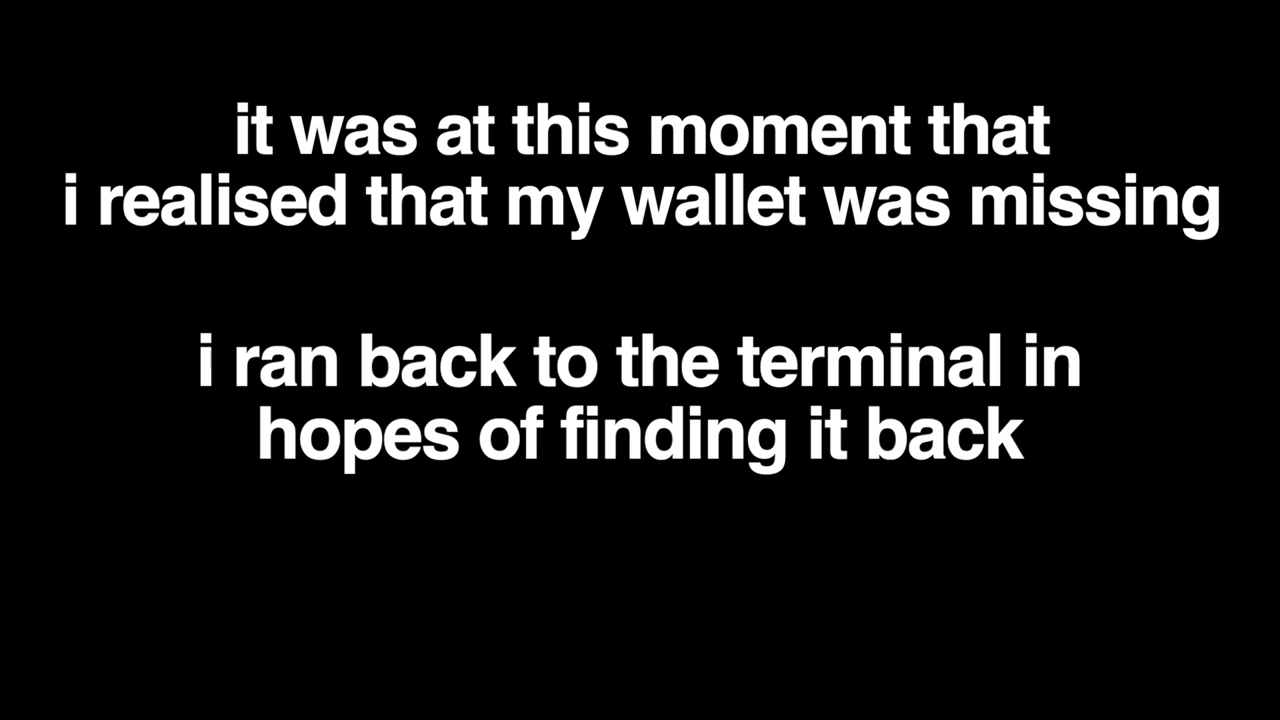 it was at this moment that
i realised that my wallet was missing
i ran back to the terminal in
hopes of finding it back